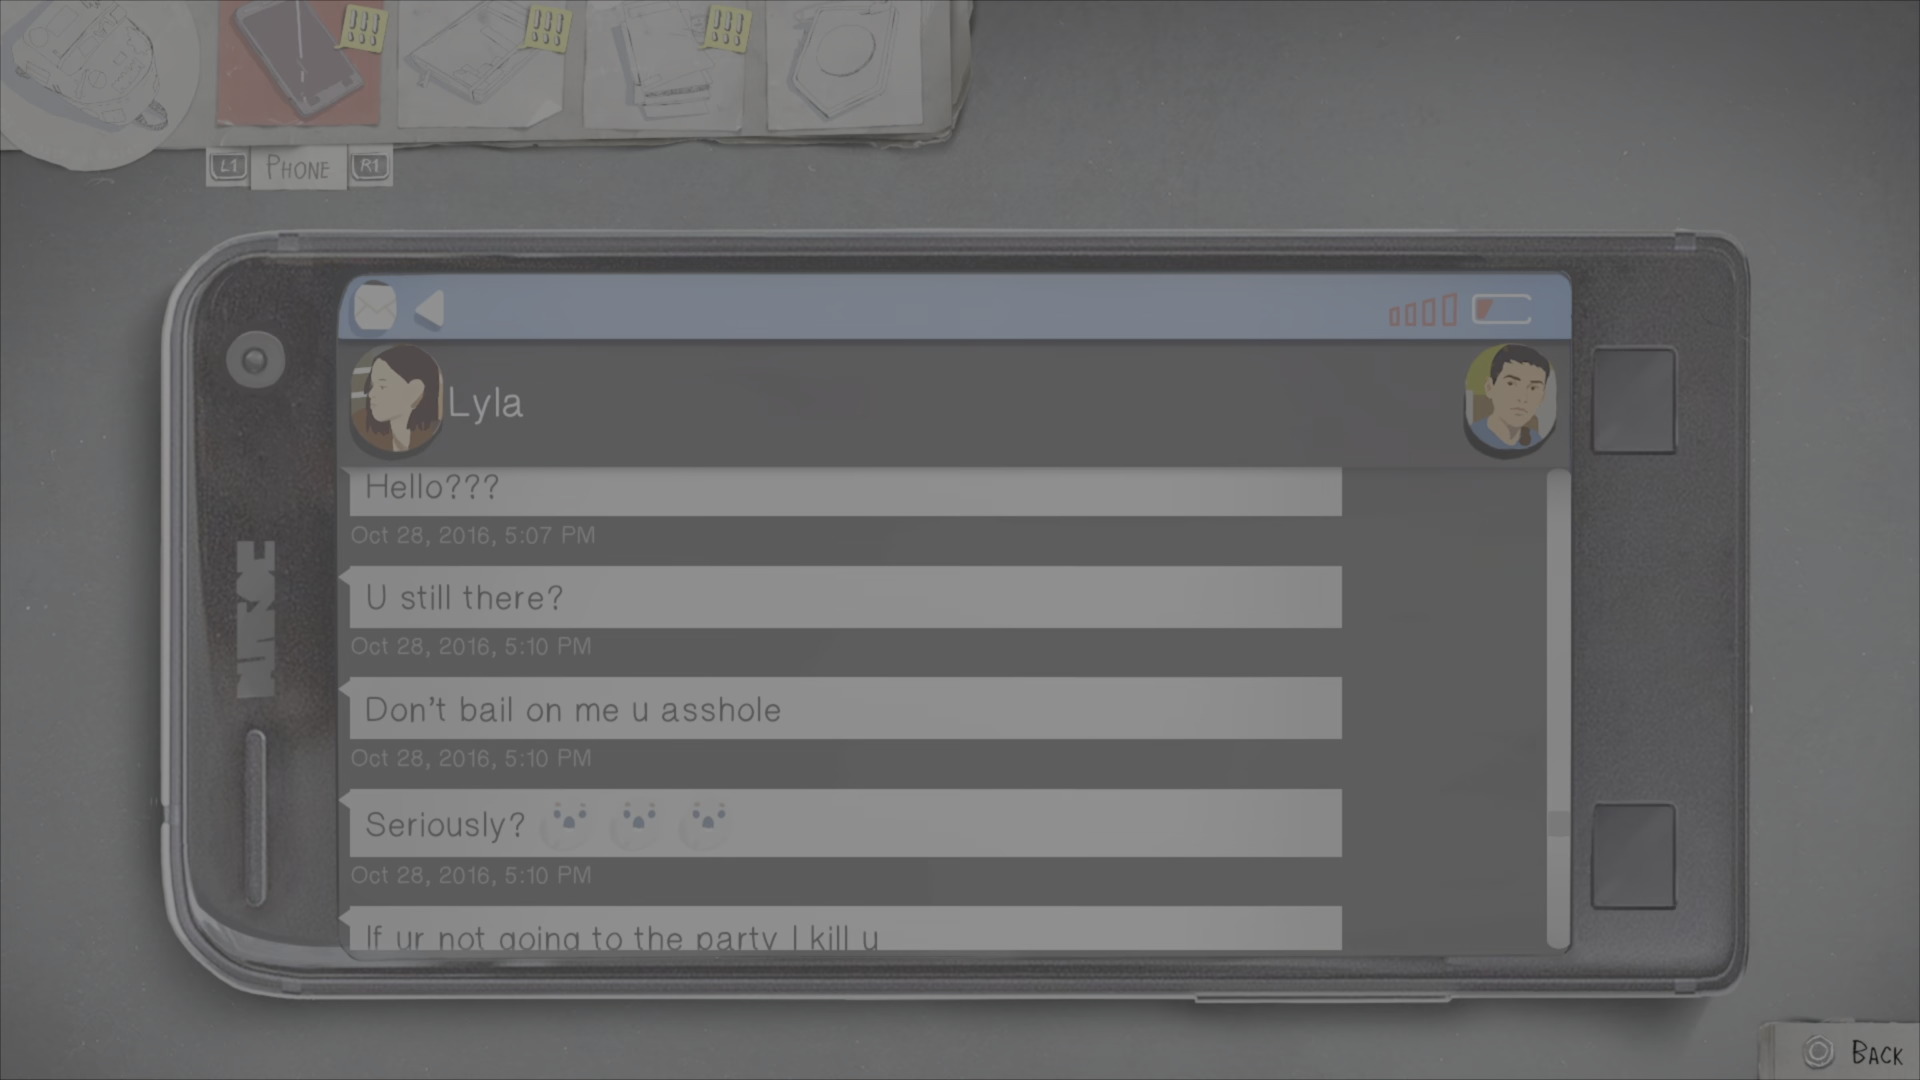 L1 PHONE R1
Lyla
Hello???
Oct 28, 2016, 5:07 PM
U still there?
Oct 28, 2016, 5:10 PM
Don't bail on me u asshole
Oct 28, 2016, 5:10 PM
Seriously?
Oct 28, 2016, 5:10 PM
If ur not going to the party I kill u
BACK